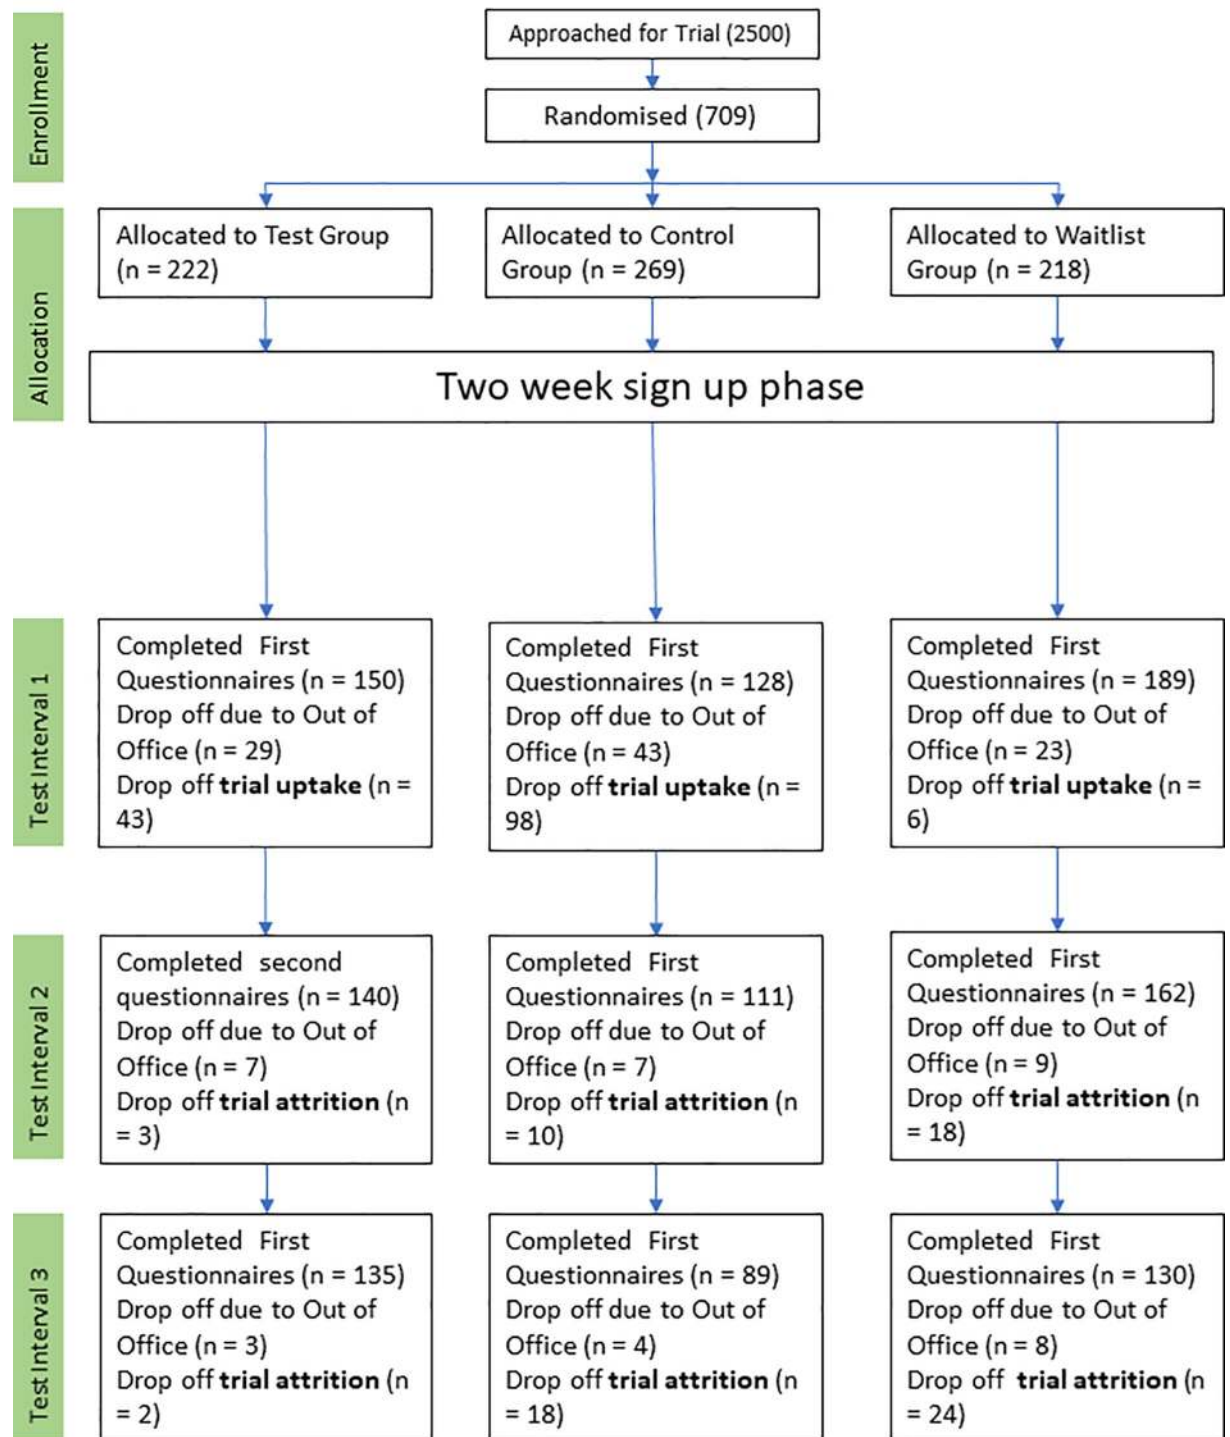 Enrollment
Approached for Trial (2500)
Randomised (709)
Allocation
Allocated to Test Group
(n = 222)
Allocated to Control
Group (n = 269)
Allocated to Waitlist
Group (n = 218)
Two week sign up phase
Test Interval 1
Completed First
Questionnaires (n = 150)
Drop off due to Out of
Office (n = 29)
Drop off trial uptake (n =
43)
Completed First
Questionnaires (n = 128)
Drop off due to Out of
Office (n = 43)
Drop off trial uptake (n =
98)
Completed First
Questionnaires (n = 189)
Drop off due to Out of
Office (n = 23)
Drop off trial uptake (n =
6)
Test Interval 2
Completed second
questionnaires (n = 140)
Drop off due to Out of
Office (n = 7)
Drop off trial attrition (n
= 3)
Completed First
Questionnaires (n = 111)
Drop off due to Out of
Office (n = 7)
Drop off trial attrition (n
= 10)
Completed First
Questionnaires (n = 162)
Drop off due to Out of
Office (n = 9)
Drop off trial attrition (n
= 18)
Test Interval 3
Completed First
Questionnaires (n = 135)
Drop off due to Out of
Office (n = 3)
Drop off trial attrition (n
= 2)
Completed First
Questionnaires (n = 89)
Drop off due to Out of
Office (n = 4)
Drop off trial attrition (n
= 18)
Completed First
Questionnaires (n = 130)
Drop off due to Out of
Office (n = 8)
Drop off trial attrition (n
= 24)